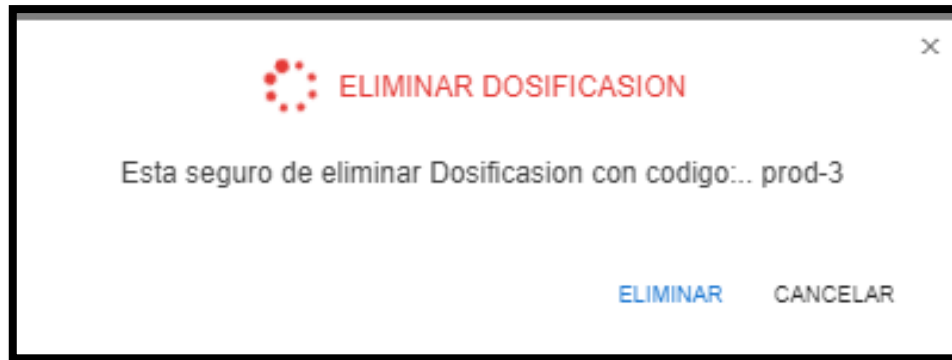 ×
ELIMINAR DOSIFICASION
Esta seguro de eliminar Dosificasion con codigo:.. prod-3
ELIMINAR CANCELAR